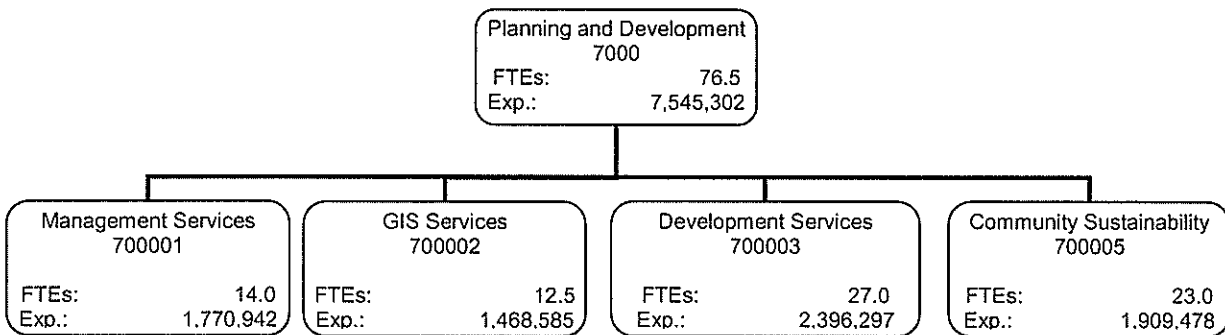 Planning and Development
7000
FTEs: 76.5
Exp.: 7,545,302
Management Services
700001
FTEs: 14.0
Exp.: 1,770,942
GIS Services
700002
FTEs: 12.5
Exp.: 1,468,585
Development Services
700003
FTEs: 27.0
Exp.: 2,396,297
Community Sustainability
700005
FTEs: 23.0
Exp.: 1,909,478